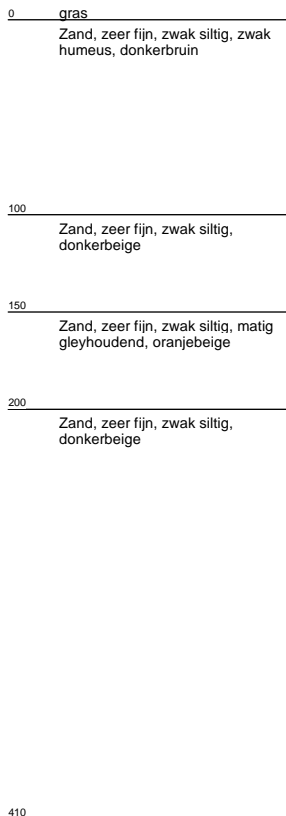 0 gras
Zand, zeer fijn, zwak siltig, zwak
humeus, donkerbruin
100
Zand, zeer fijn, zwak siltig,
donkerbeige
150
Zand, zeer fijn, zwak siltig, matig
gleyhoudend, oranjebeige
200
Zand, zeer fijn, zwak siltig,
donkerbeige
410